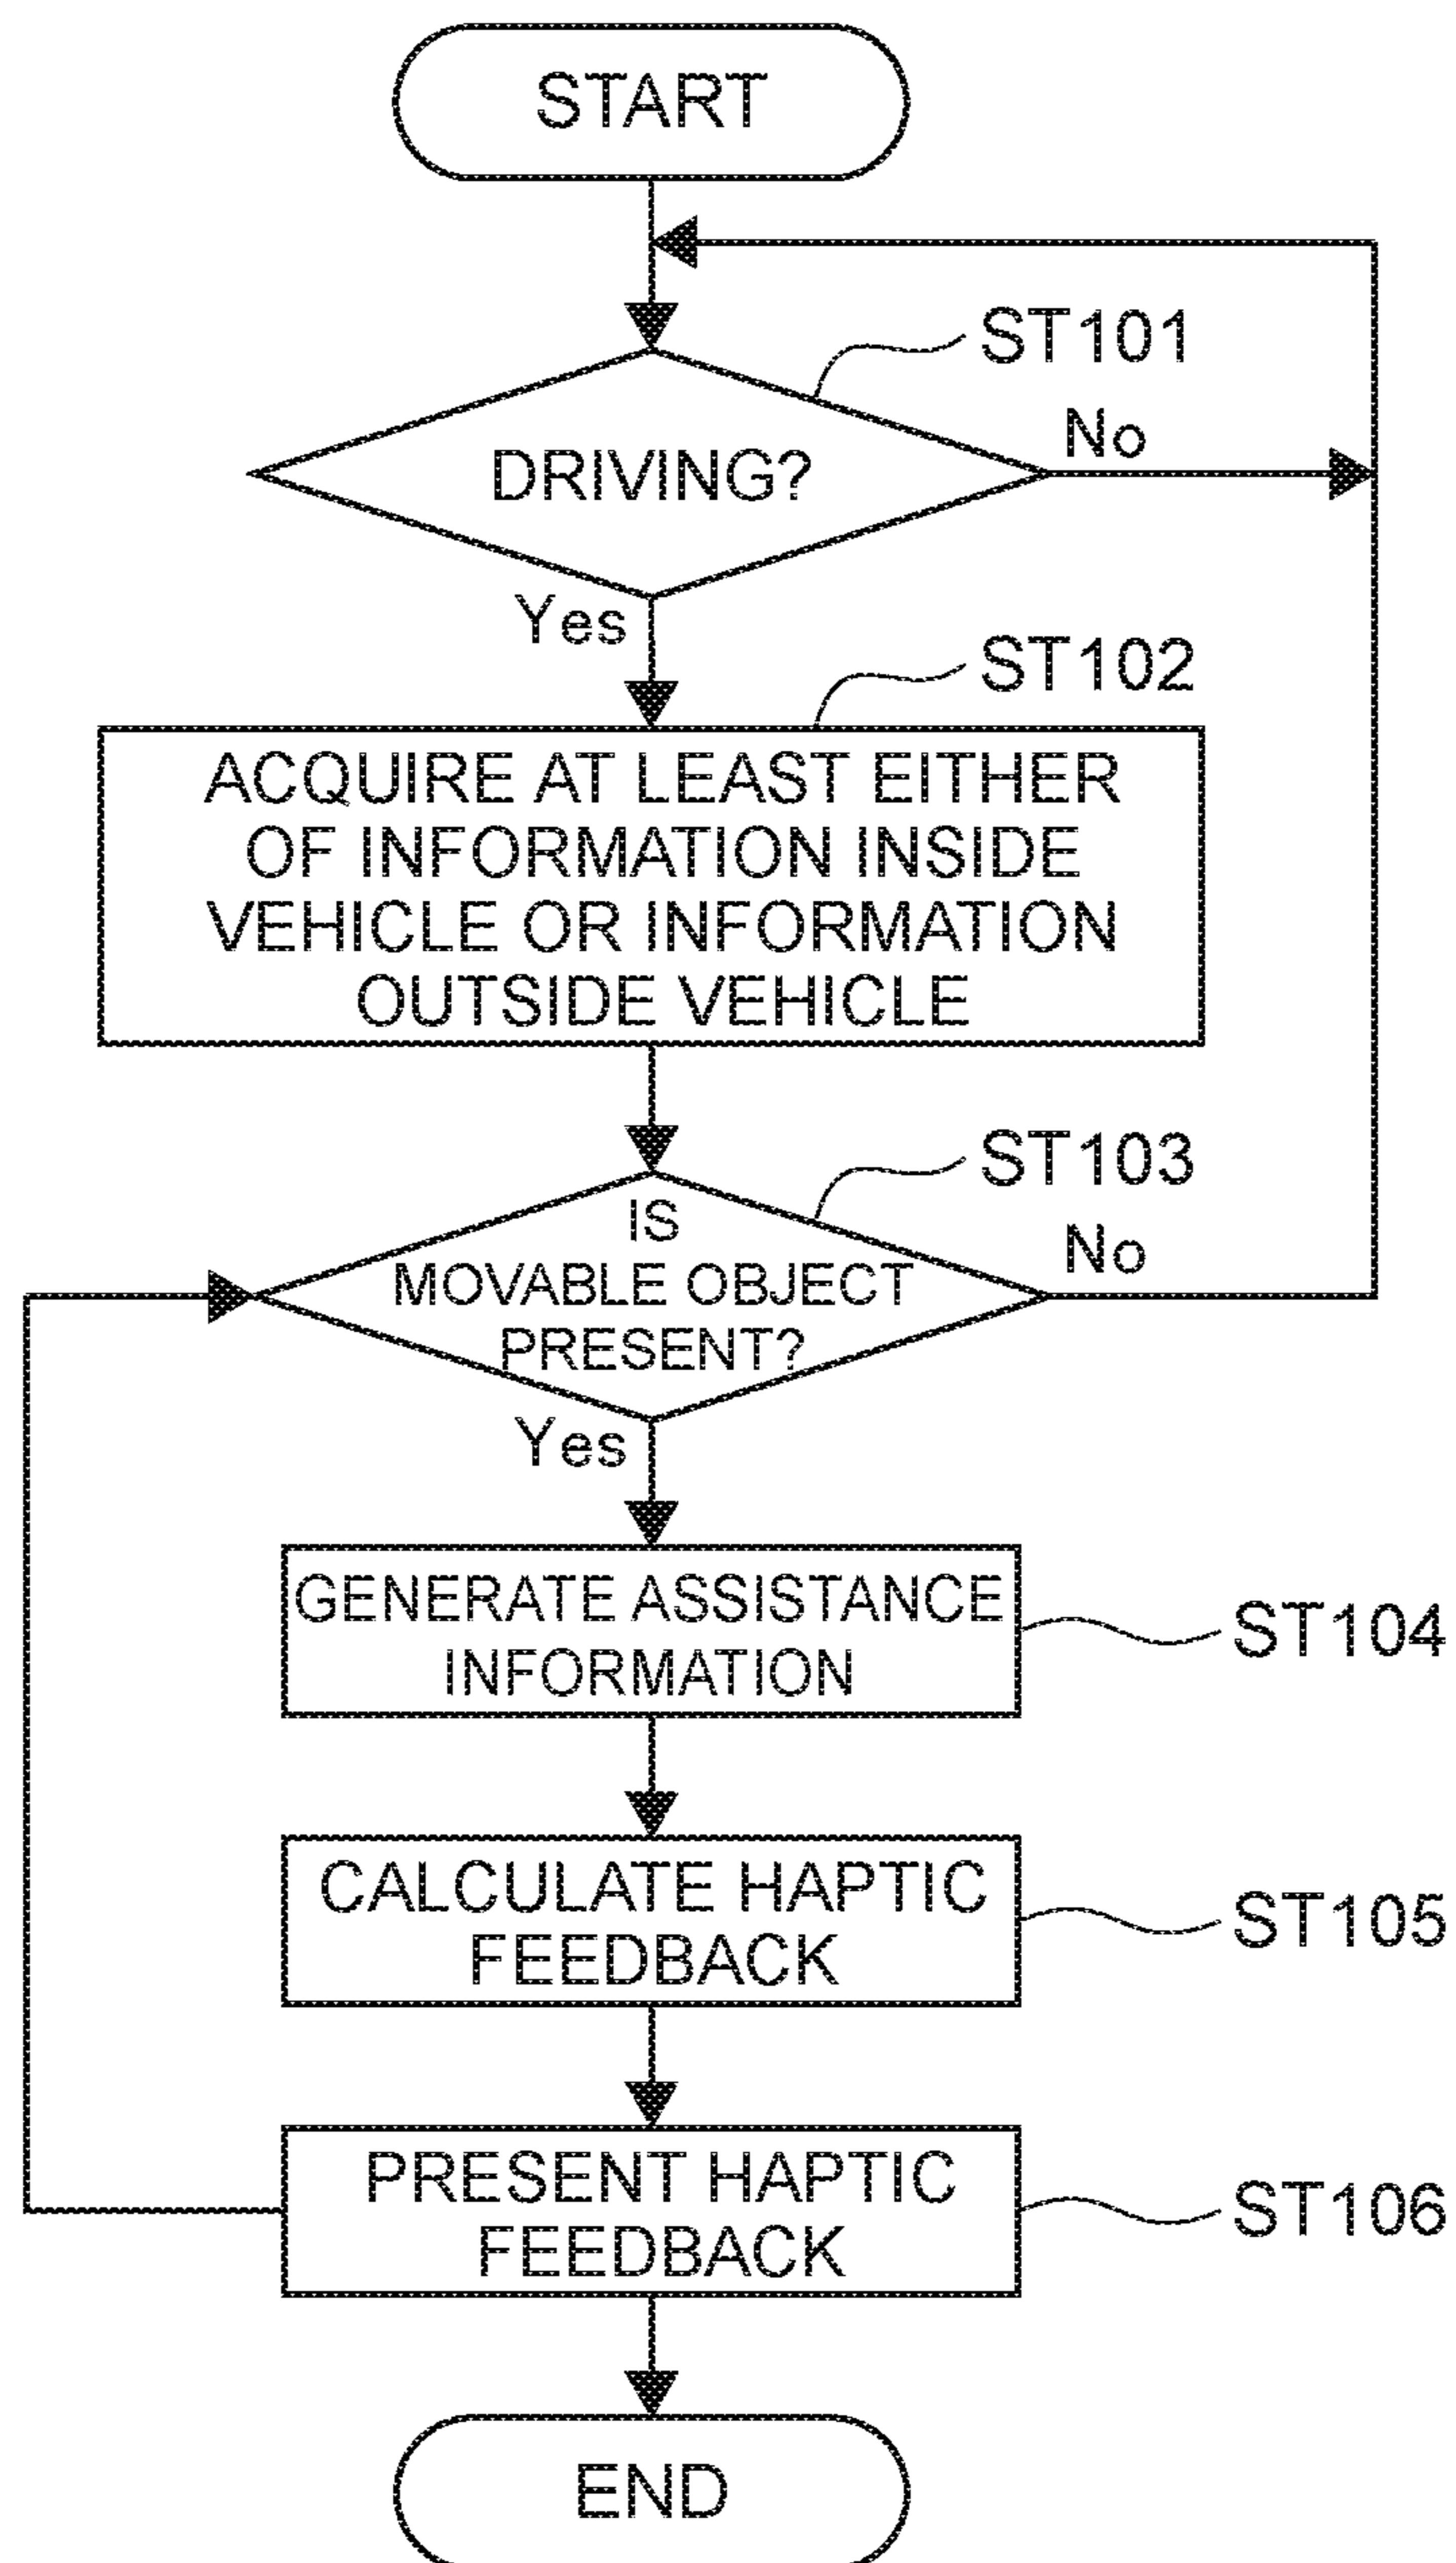 START
ST101
No
DRIVING?
Yes
ST102
ACQUIRE AT LEAST EITHER
OF INFORMATION INSIDE
VEHICLE OR INFORMATION
OUTSIDE VEHICLE
ST103
No
IS
MOVABLE OBJECT
PRESENT?
Yes
GENERATE ASSISTANCE
INFORMATION
ST104
CALCULATE HAPTIC
FEEDBACK
ST105
PRESENT HAPTIC
FEEDBACK
ST106
END